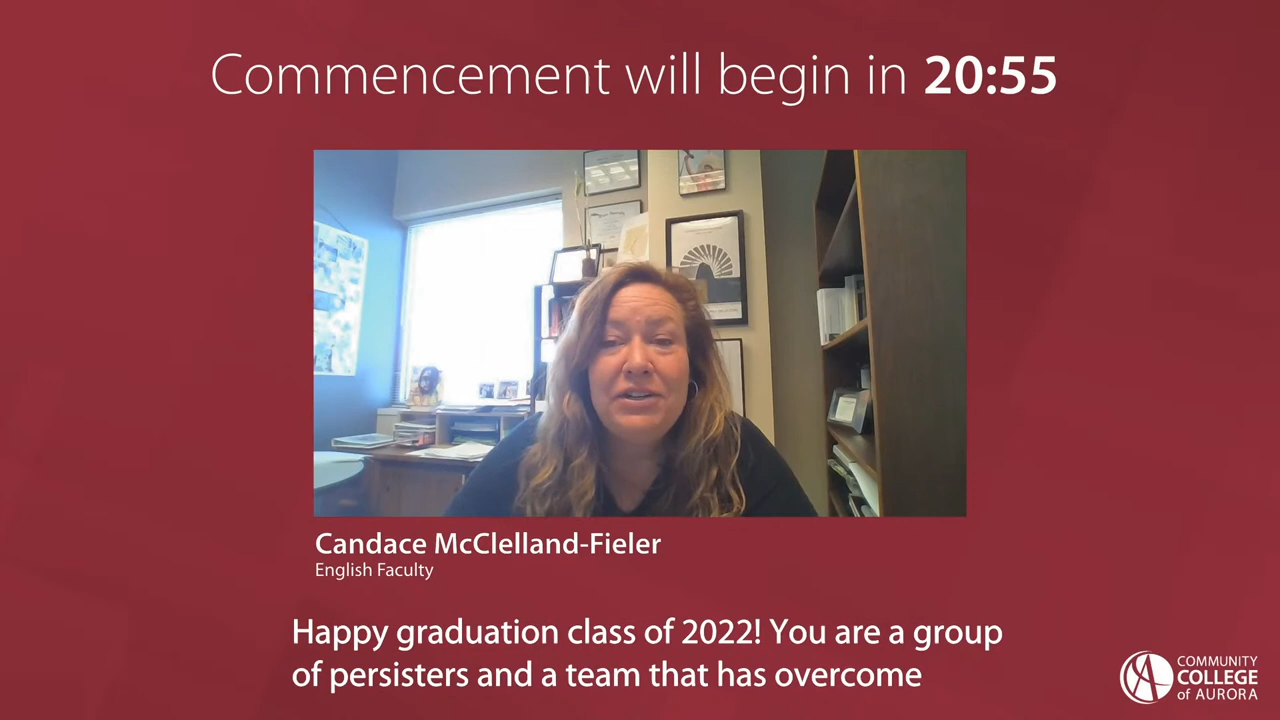 Commencement will begin in 20:55
Candace McClelland-Fieler
English Faculty
Happy graduation class of 2022! You are a group
of persisters and a team that has overcome
COMMUNITY
COLLEGE
of AURORA